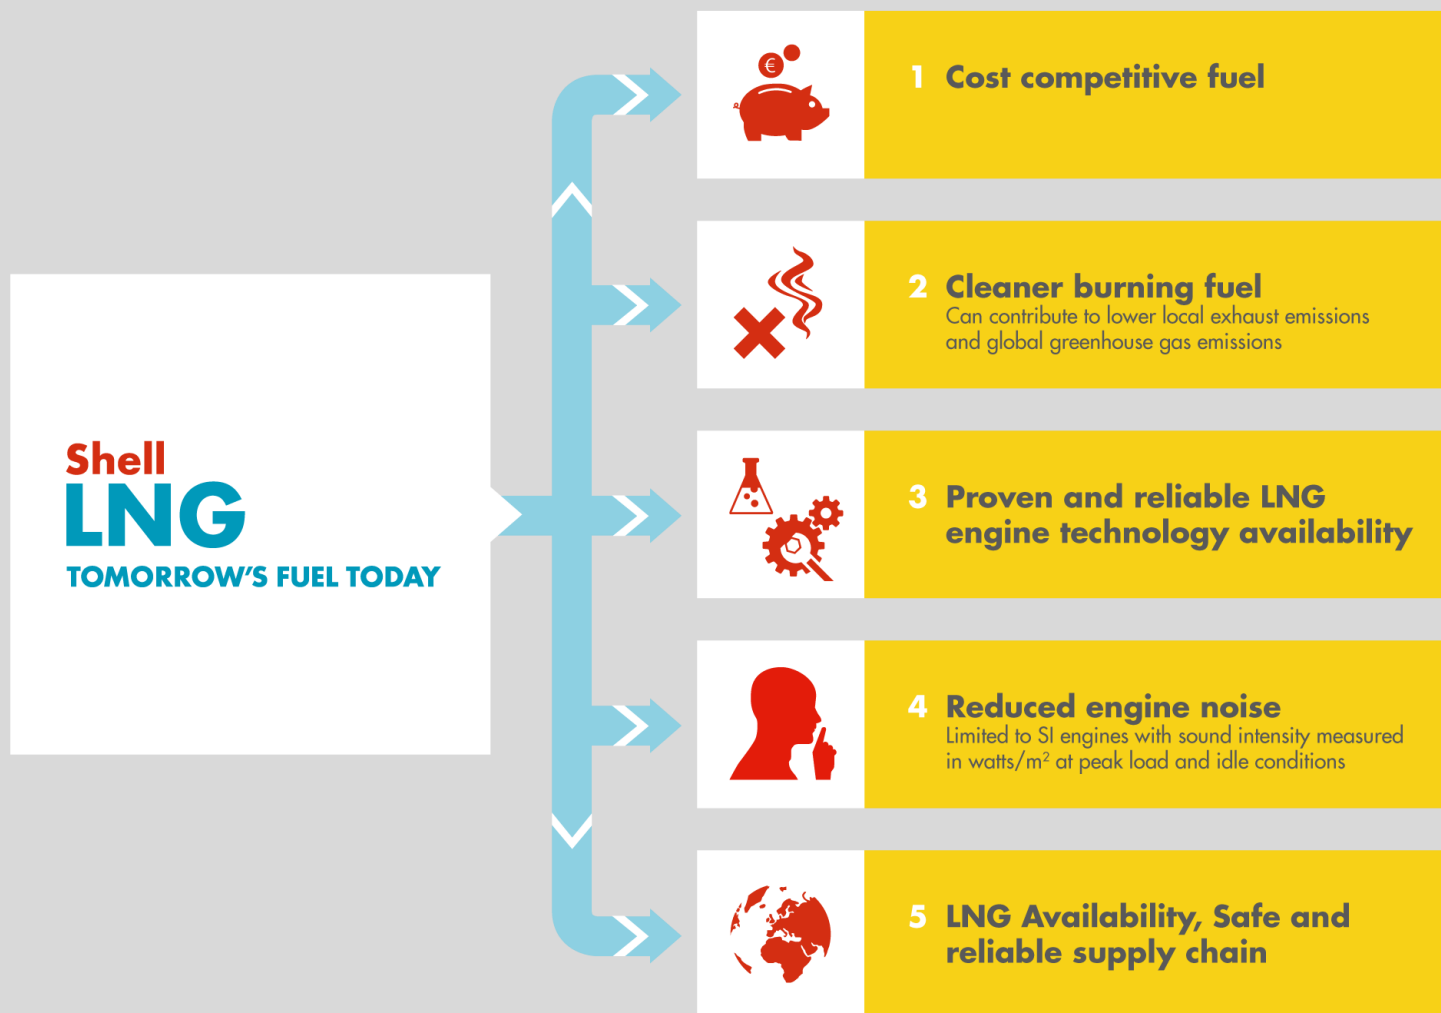 Shell
LNG
TOMORROW'S FUEL TODAY
€
1 Cost competitive fuel
2 Cleaner burning fuel
Can contribute to lower local exhaust emissions
and global greenhouse gas emissions
3 Proven and reliable LNG
engine technology availability
4 Reduced engine noise
Limited to SI engines with sound intensity measured
in watts/m² at peak load and idle conditions
5 LNG Availability, Safe and
reliable supply chain